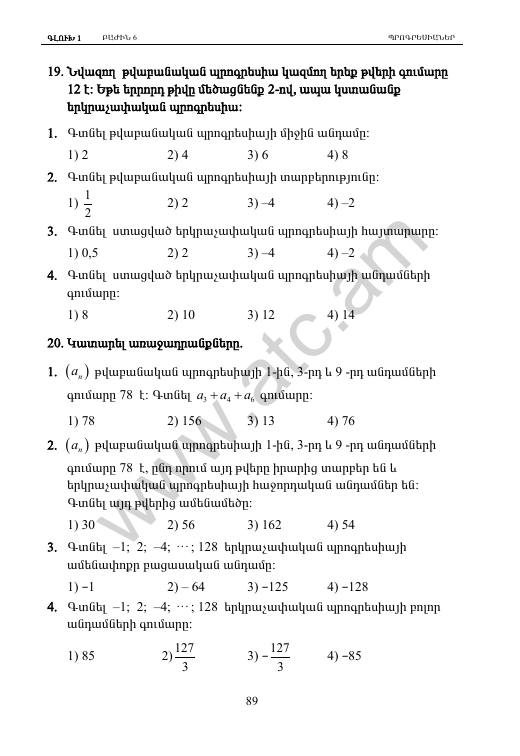 ԳԼՈՒԽ 1 ԲԱԺԻՆ 6 ՊՐՈԳՐԵՍԻԱՆԵՐ
19. Նվազող թվաբանական պրոգրեսիա կազմող երեք թվերի գումարը
12 է: Եթե երրորդ թիվը մեծացնենք 2-ով, ապա կստանանք
երկրաչափական պրոգրեսիա:
1. Գտնել թվաբանական պրոգրեսիայի միջին անդամը:
1) 2 2) 4 3) 6 4) 8
2. Գտնել թվաբանական պրոգրեսիայի տարբերությունը:
1) 1/2 2) 2 3) –4 4) –2
3. Գտնել ստացված երկրաչափական պրոգրեսիայի հայտարարը:
1) 0,5 2) 2 3) –4 4) –2
4. Գտնել ստացված երկրաչափական պրոգրեսիայի անդամների
գումարը:
1) 8 2) 10 3) 12 4) 14
20. Կատարել առաջադրանքները.
1. (aₙ) թվաբանական պրոգրեսիայի 1-ին, 3-րդ և 9 -րդ անդամների
գումարը 78 է: Գտնել a₃ + a₄ + a₆ գումարը:
1) 78 2) 156 3) 13 4) 76
2. (aₙ) թվաբանական պրոգրեսիայի 1-ին, 3-րդ և 9 -րդ անդամների
գումարը 78 է, ընդ որում այդ թվերը իրարից տարբեր են և
երկրաչափական պրոգրեսիայի հաջորդական անդամներ են:
Գտնել այդ թվերից ամենամեծը:
1) 30 2) 56 3) 162 4) 54
3. Գտնել –1; 2; –4; ···; 128 երկրաչափական պրոգրեսիայի
ամենափոքր բացասական անդամը:
1) –1 2) – 64 3) –125 4) –128
4. Գտնել –1; 2; –4; ···; 128 երկրաչափական պրոգրեսիայի բոլոր
անդամների գումարը:
1) 85 2) 127/3 3) –127/3 4) –85
89
www.atc.am